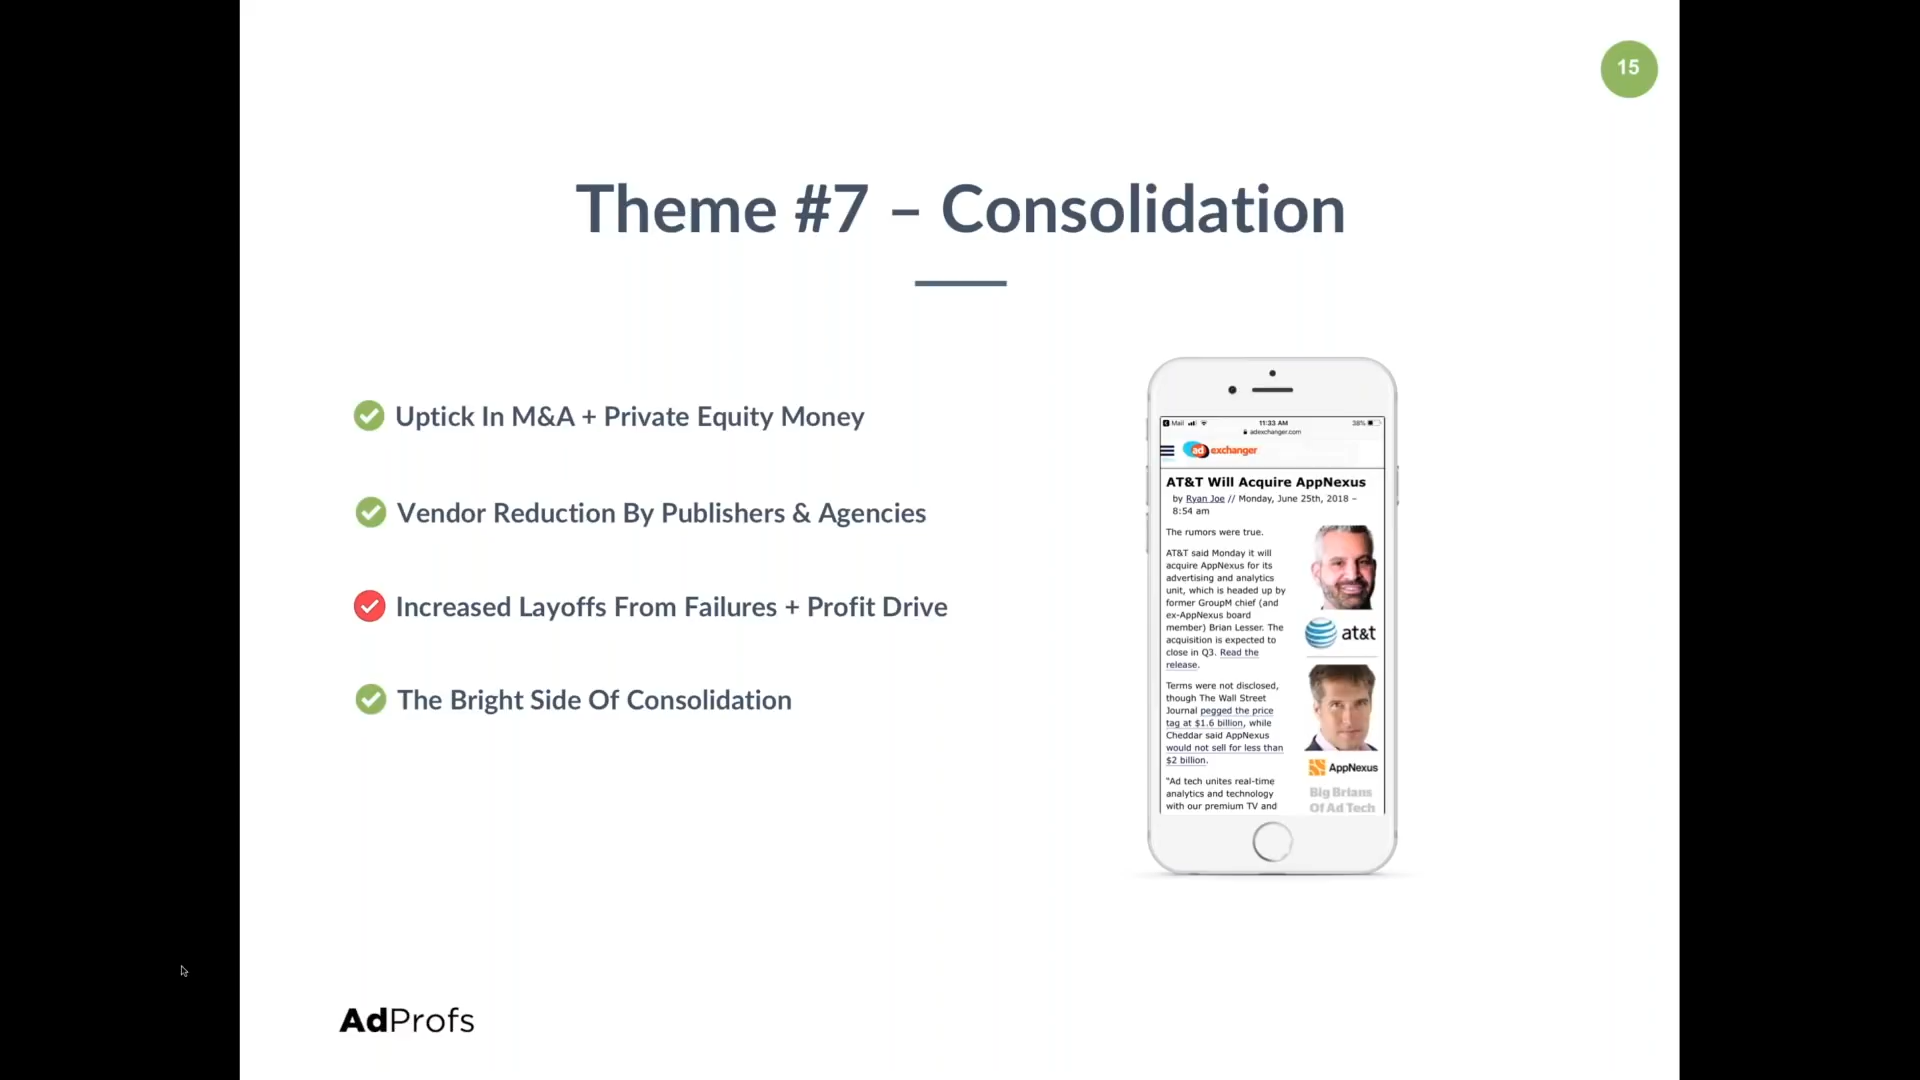 15
Theme #7 – Consolidation
Uptick In M&A + Private Equity Money
Vendor Reduction By Publishers & Agencies
Increased Layoffs From Failures + Profit Drive
The Bright Side Of Consolidation
Mail 11:33 AM 38%
adexchanger.com
ad exchanger
AT&T Will Acquire AppNexus
by Ryan Joe // Monday, June 25th, 2018 –
8:54 am
The rumors were true.
AT&T said Monday it will
acquire AppNexus for its
advertising and analytics
unit, which is headed up by
former GroupM chief (and
ex-AppNexus board
member) Brian Lesser. The
acquisition is expected to
close in Q3. Read the
release.
Terms were not disclosed,
though The Wall Street
Journal pegged the price
tag at $1.6 billion, while
Cheddar said AppNexus
would not sell for less than
$2 billion.
"Ad tech unites real-time
analytics and technology
with our premium TV and
at&t
AppNexus
Big Brians
Of Ad Tech
AdProfs